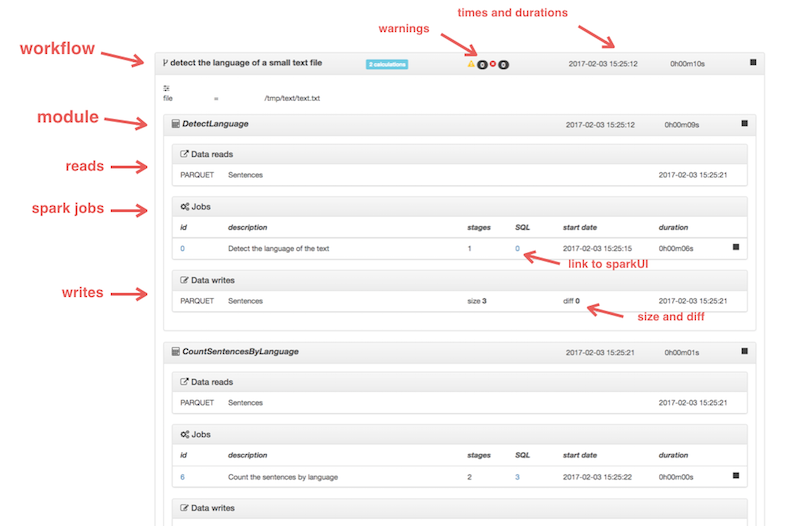 times and durations
warnings
workflow
detect the language of a small text file 2 calculations 0 0 2017-02-03 15:25:12 0h00m10s
file = /tmp/text/text.txt
module
DetectLanguage 2017-02-03 15:25:12 0h00m09s
Data reads
reads
PARQUET Sentences 2017-02-03 15:25:21
spark jobs
Jobs
id description stages SQL start date duration
0 Detect the language of the text 1 0 2017-02-03 15:25:15 0h00m06s
link to sparkUI
Data writes
writes
PARQUET Sentences size 3 diff 0 2017-02-03 15:25:21
size and diff
CountSentencesByLanguage 2017-02-03 15:25:21 0h00m01s
Data reads
PARQUET Sentences 2017-02-03 15:25:21
Jobs
id description stages SQL start date duration
6 Count the sentences by language 2 3 2017-02-03 15:25:22 0h00m00s
Data writes